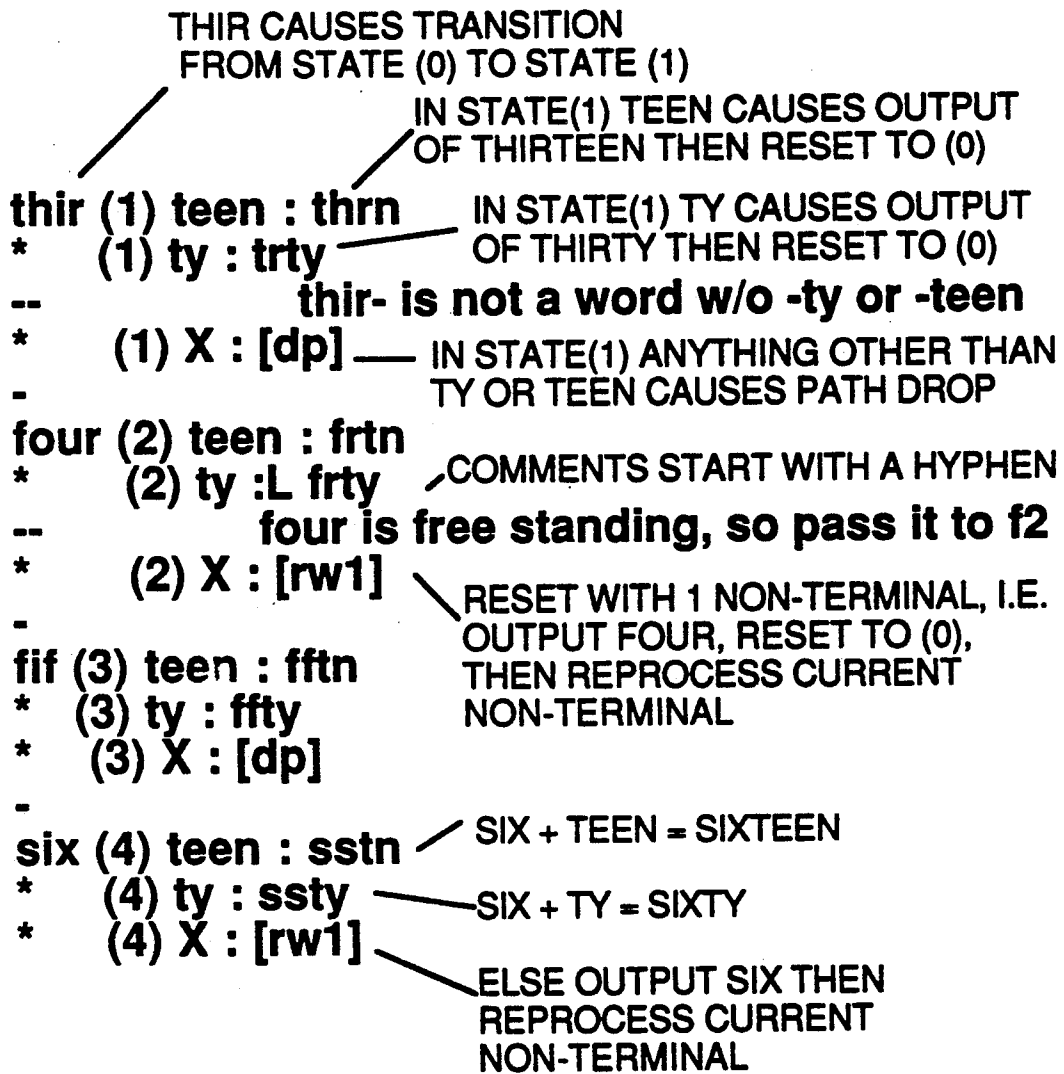 THIR CAUSES TRANSITION
FROM STATE (0) TO STATE (1)
IN STATE(1) TEEN CAUSES OUTPUT
OF THIRTEEN THEN RESET TO (0)
thir (1) teen : thrn
IN STATE(1) TY CAUSES OUTPUT
* (1) ty : trty
OF THIRTY THEN RESET TO (0)
-- thir- is not a word w/o -ty or -teen
* (1) X : [dp]
IN STATE(1) ANYTHING OTHER THAN
TY OR TEEN CAUSES PATH DROP
-
four (2) teen : frtn
* (2) ty :L frty
COMMENTS START WITH A HYPHEN
-- four is free standing, so pass it to f2
* (2) X : [rw1]
RESET WITH 1 NON-TERMINAL, I.E.
OUTPUT FOUR, RESET TO (0),
THEN REPROCESS CURRENT
NON-TERMINAL
-
fif (3) teen : fftn
* (3) ty : ffty
* (3) X : [dp]
-
six (4) teen : sstn
SIX + TEEN = SIXTEEN
* (4) ty : ssty
SIX + TY = SIXTY
* (4) X : [rw1]
ELSE OUTPUT SIX THEN
REPROCESS CURRENT
NON-TERMINAL